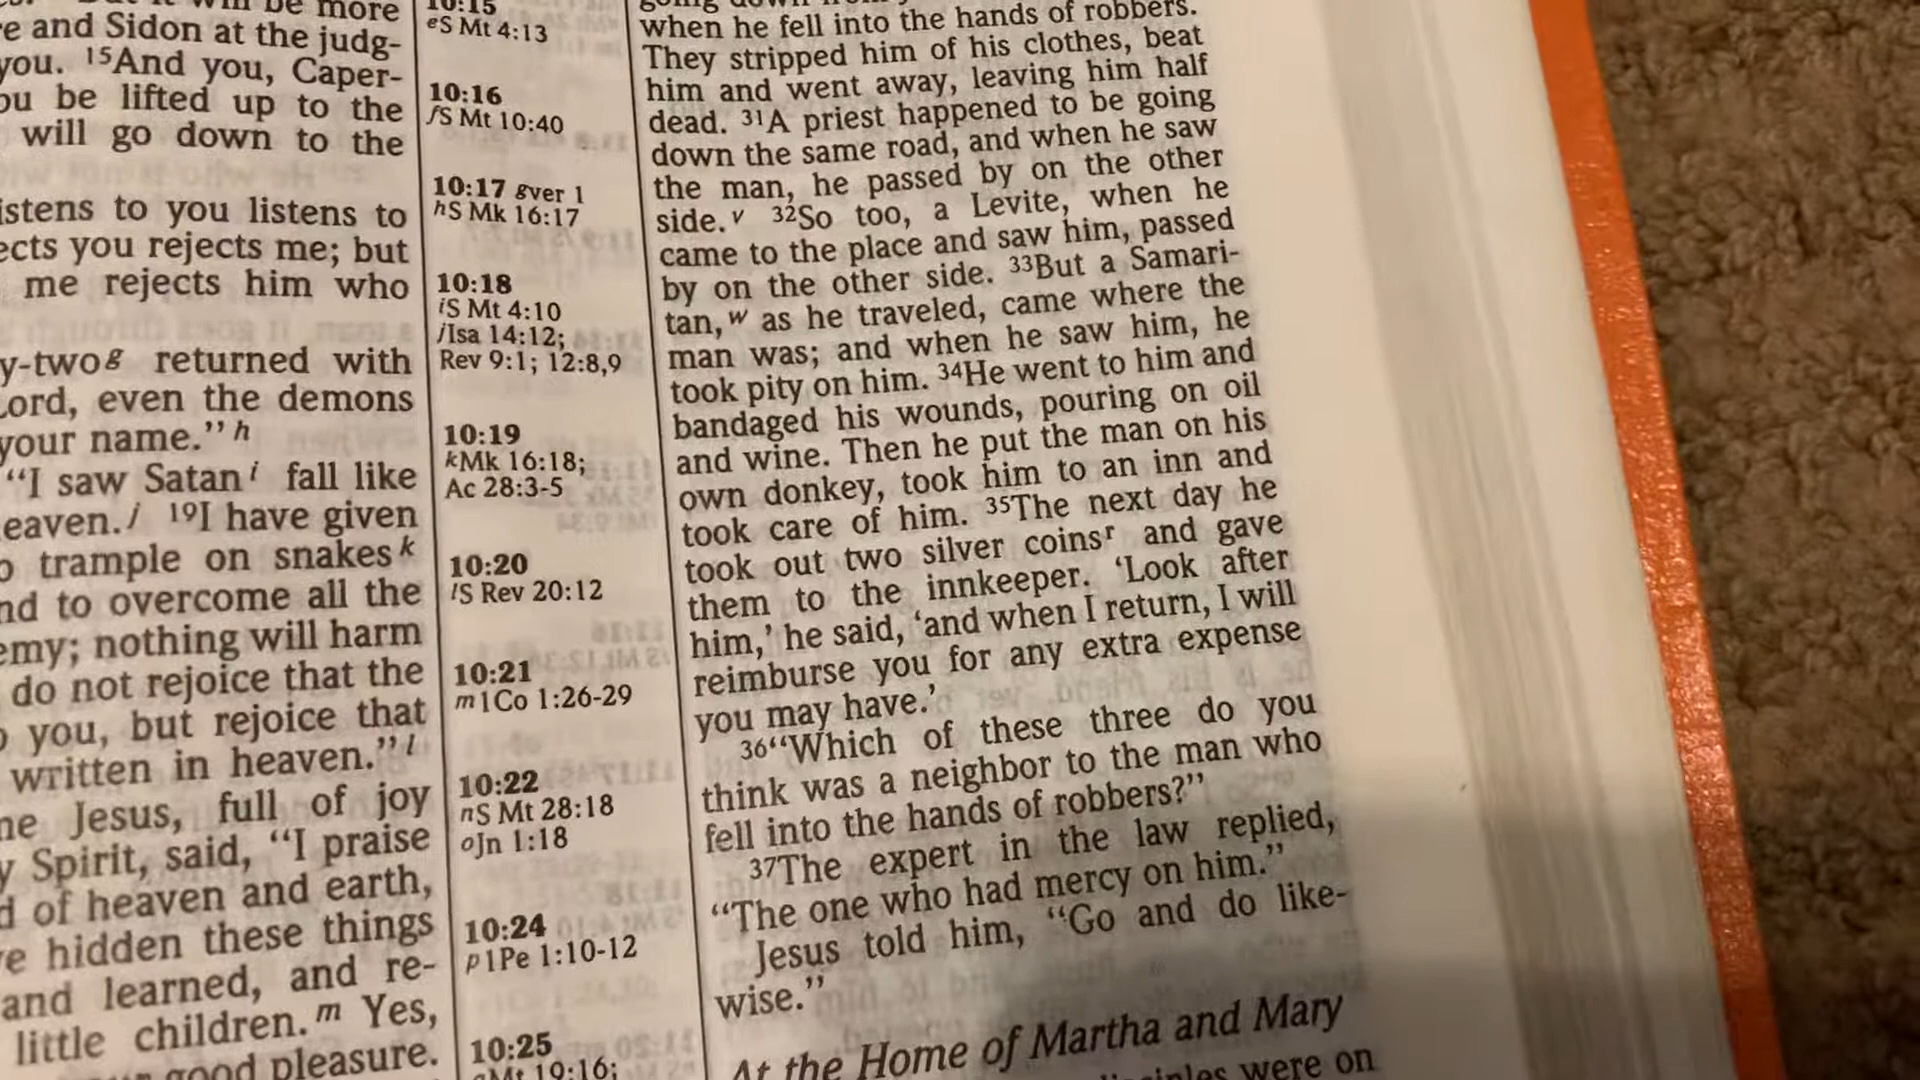 be more
e and Sidon at the judg-
you. 15And you, Caper-
ou be lifted up to the
will go down to the
istens to you listens to
ects you rejects me; but
me rejects him who
y-twog returned with
Lord, even the demons
your name.”h
“I saw Satani fall like
eaven.j 19I have given
o trample on snakesk
nd to overcome all the
emy; nothing will harm
do not rejoice that the
o you, but rejoice that
written in heaven.”l
me Jesus, full of joy
y Spirit, said, “I praise
d of heaven and earth,
ve hidden these things
and learned, and re-
little children.m Yes,
good pleasure.
10:15
eS Mt 4:13
10:16
fS Mt 10:40
10:17 gver 1
hS Mk 16:17
10:18
iS Mt 4:10
jIsa 14:12;
Rev 9:1; 12:8,9
10:19
kMk 16:18;
Ac 28:3-5
10:20
lS Rev 20:12
10:21
m1Co 1:26-29
10:22
nS Mt 28:18
oJn 1:18
10:24
p1Pe 1:10-12
10:25
qMt 19:16;
going down from
when he fell into the hands of robbers.
They stripped him of his clothes, beat
him and went away, leaving him half
dead. 31A priest happened to be going
down the same road, and when he saw
the man, he passed by on the other
side.v 32So too, a Levite, when he
came to the place and saw him, passed
by on the other side. 33But a Samari-
tan,w as he traveled, came where the
man was; and when he saw him, he
took pity on him. 34He went to him and
bandaged his wounds, pouring on oil
and wine. Then he put the man on his
own donkey, took him to an inn and
took care of him. 35The next day he
took out two silver coinsr and gave
them to the innkeeper. ‘Look after
him,’ he said, ‘and when I return, I will
reimburse you for any extra expense
you may have.’
36“Which of these three do you
think was a neighbor to the man who
fell into the hands of robbers?”
37The expert in the law replied,
“The one who had mercy on him.”
Jesus told him, “Go and do like-
wise.”
At the Home of Martha and Mary
disciples were on